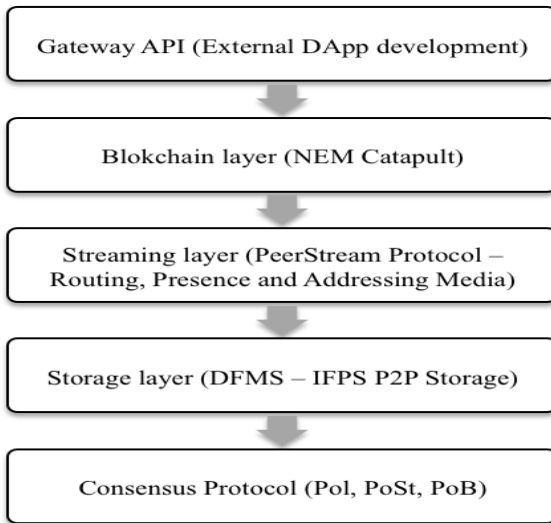 Gateway API (External DApp development)
Blokchain layer (NEM Catapult)
Streaming layer (PeerStream Protocol –
Routing, Presence and Addressing Media)
Storage layer (DFMS – IFPS P2P Storage)
Consensus Protocol (Pol, PoSt, PoB)